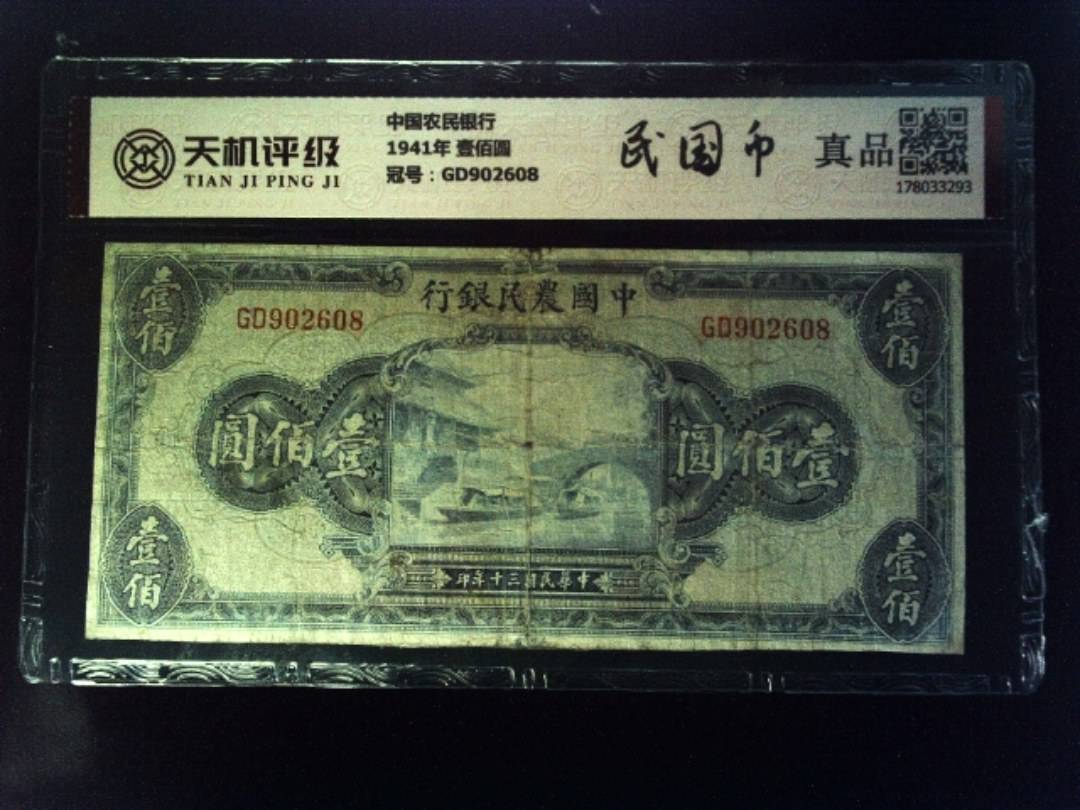 天机评级
TIAN JI PING JI
中国农民银行
1941年 壹佰圆
冠号：GD902608
民国币
真品
178033293
行銀民農國中
壹佰
GD902608
GD902608
壹佰
圓佰壹
圓佰壹
壹佰
印年十三國民華中
壹佰